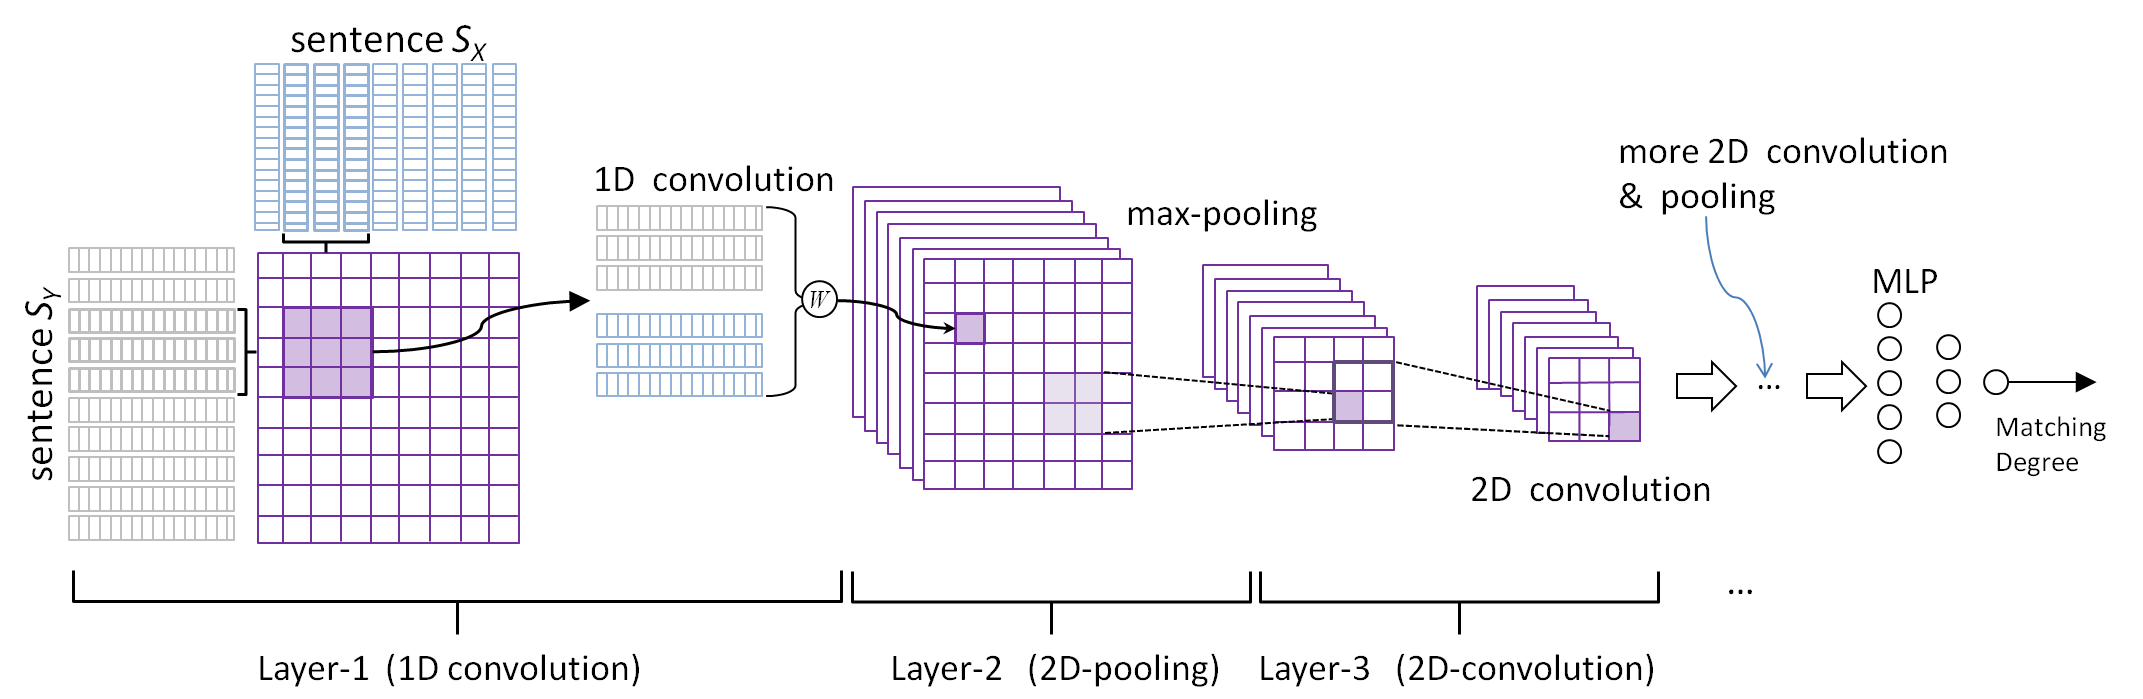 sentence S_X
sentence S_Y
1D convolution
W
max-pooling
2D convolution
more 2D convolution
& pooling
...
MLP
Matching
Degree
Layer-1 (1D convolution)
Layer-2 (2D-pooling)
Layer-3 (2D-convolution)
...